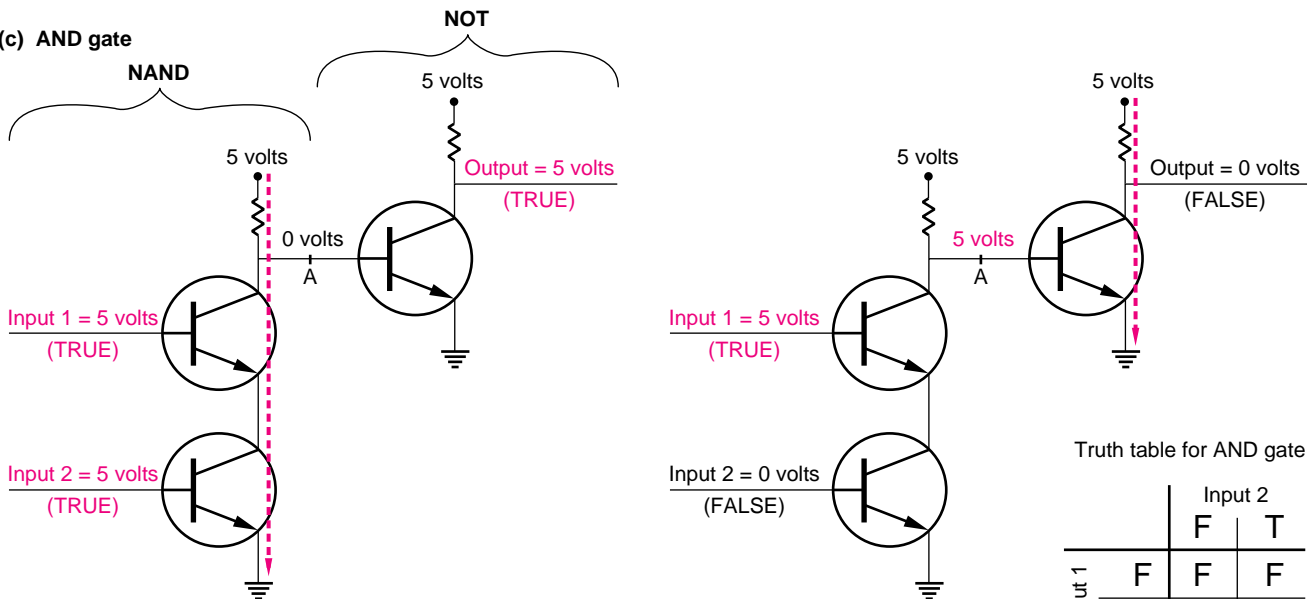 (c) AND gate
NAND
NOT
5 volts
5 volts
Output = 5 volts
(TRUE)
0 volts
A
Input 1 = 5 volts
(TRUE)
Input 2 = 5 volts
(TRUE)
5 volts
5 volts
Output = 0 volts
(FALSE)
5 volts
A
Input 1 = 5 volts
(TRUE)
Input 2 = 0 volts
(FALSE)
Truth table for AND gate
Input 2
F T
ut 1
F F F